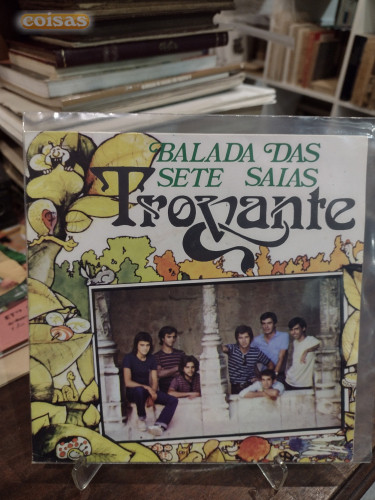 coisas
BALADA DAS
SETE SAIAS
Trovante